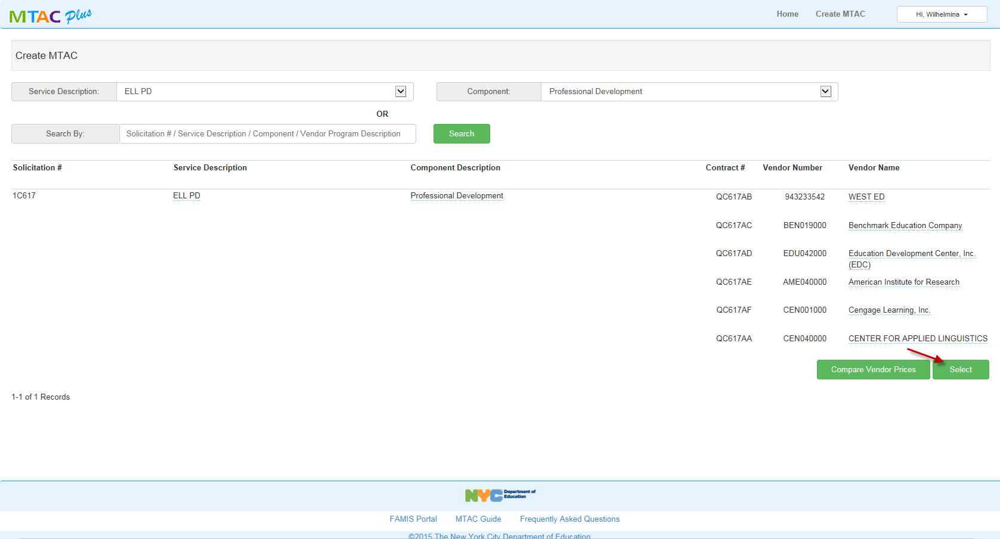 MTAC Plus
Home Create MTAC Hi, Wilhelmina
Create MTAC
Service Description: ELL PD Component: Professional Development
OR
Search By: Solicitation # / Service Description / Component / Vendor Program Description Search
Solicitation # Service Description Component Description Contract # Vendor Number Vendor Name
1C617 ELL PD Professional Development QC617AB 943233542 WEST ED
QC617AC BEN019000 Benchmark Education Company
QC617AD EDU042000 Education Development Center, Inc.
(EDC)
QC617AE AME040000 American Institute for Research
QC617AF CEN001000 Cengage Learning, Inc.
QC617AA CEN040000 CENTER FOR APPLIED LINGUISTICS
Compare Vendor Prices Select
1-1 of 1 Records
NYC Department of
Education
FAMIS Portal MTAC Guide Frequently Asked Questions
©2015 The New York City Department of Education